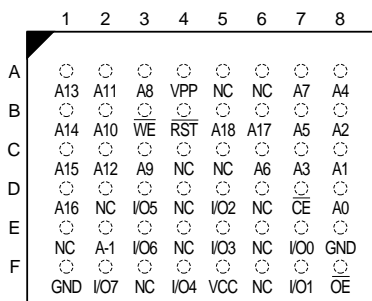 1 2 3 4 5 6 7 8
A
A13 A11 A8 VPP NC NC A7 A4
B
A14 A10 WE RST A18 A17 A5 A2
C
A15 A12 A9 NC NC A6 A3 A1
D
A16 NC I/O5 NC I/O2 NC CE A0
E
NC A-1 I/O6 NC I/O3 NC I/O0 GND
F
GND I/O7 NC I/O4 VCC NC I/O1 OE